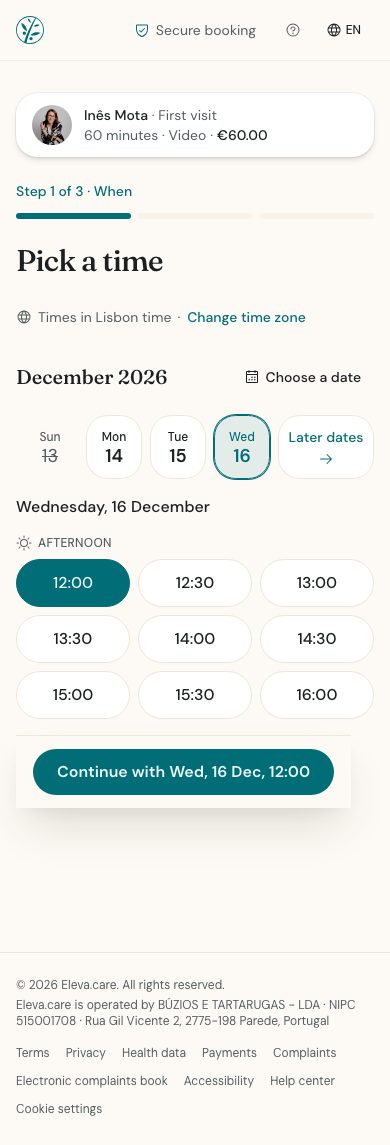 Secure booking
EN
Inês Mota · First visit
60 minutes · Video · €60.00
Step 1 of 3 · When
Pick a time
Times in Lisbon time · Change time zone
December 2026
Choose a date
Sun
13
Mon
14
Tue
15
Wed
16
Later dates
→
Wednesday, 16 December
AFTERNOON
12:00 12:30 13:00
13:30 14:00 14:30
15:00 15:30 16:00
Continue with Wed, 16 Dec, 12:00
© 2026 Eleva.care. All rights reserved.
Eleva.care is operated by BÚZIOS E TARTARUGAS - LDA · NIPC
515001708 · Rua Gil Vicente 2, 2775-198 Parede, Portugal
Terms Privacy Health data Payments Complaints
Electronic complaints book Accessibility Help center
Cookie settings